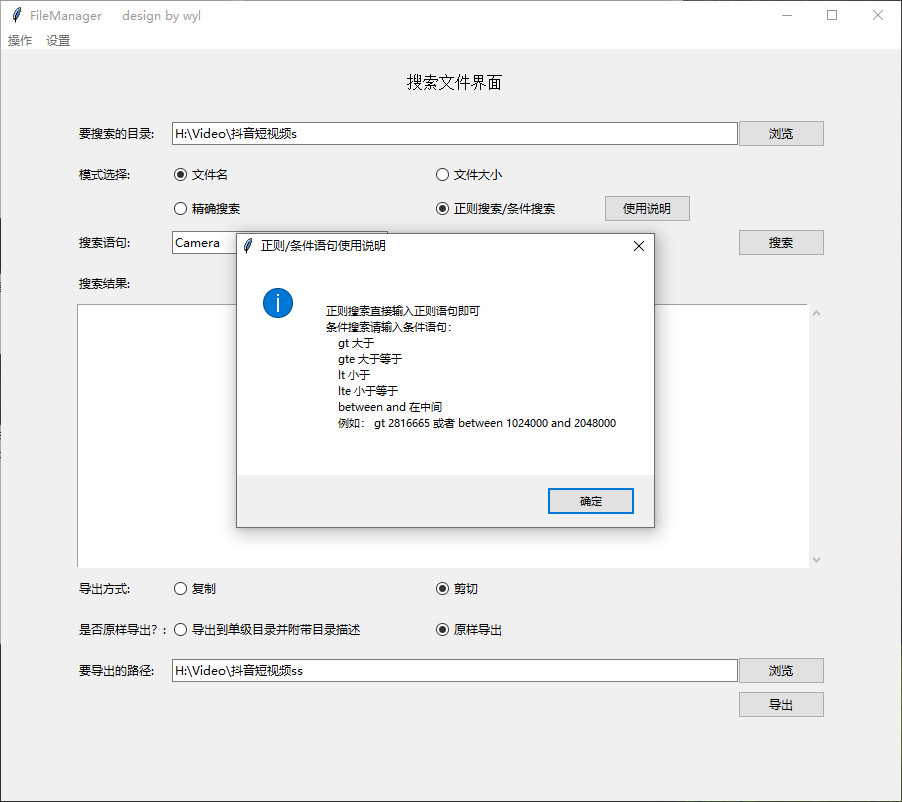 FileManager design by wyl
操作 设置
搜索文件界面
要搜索的目录: H:\Video\抖音短视频s 浏览
模式选择: 文件名 文件大小
精确搜索 正则搜索/条件搜索 使用说明
搜索语句: Camera 搜索
正则/条件语句使用说明
搜索结果:
正则搜索直接输入正则语句即可
条件搜索请输入条件语句:
gt 大于
gte 大于等于
lt 小于
lte 小于等于
between and 在中间
例如: gt 2816665 或者 between 1024000 and 2048000
确定
导出方式: 复制 剪切
是否原样导出? : 导出到单级目录并附带目录描述 原样导出
要导出的路径: H:\Video\抖音短视频ss 浏览
导出